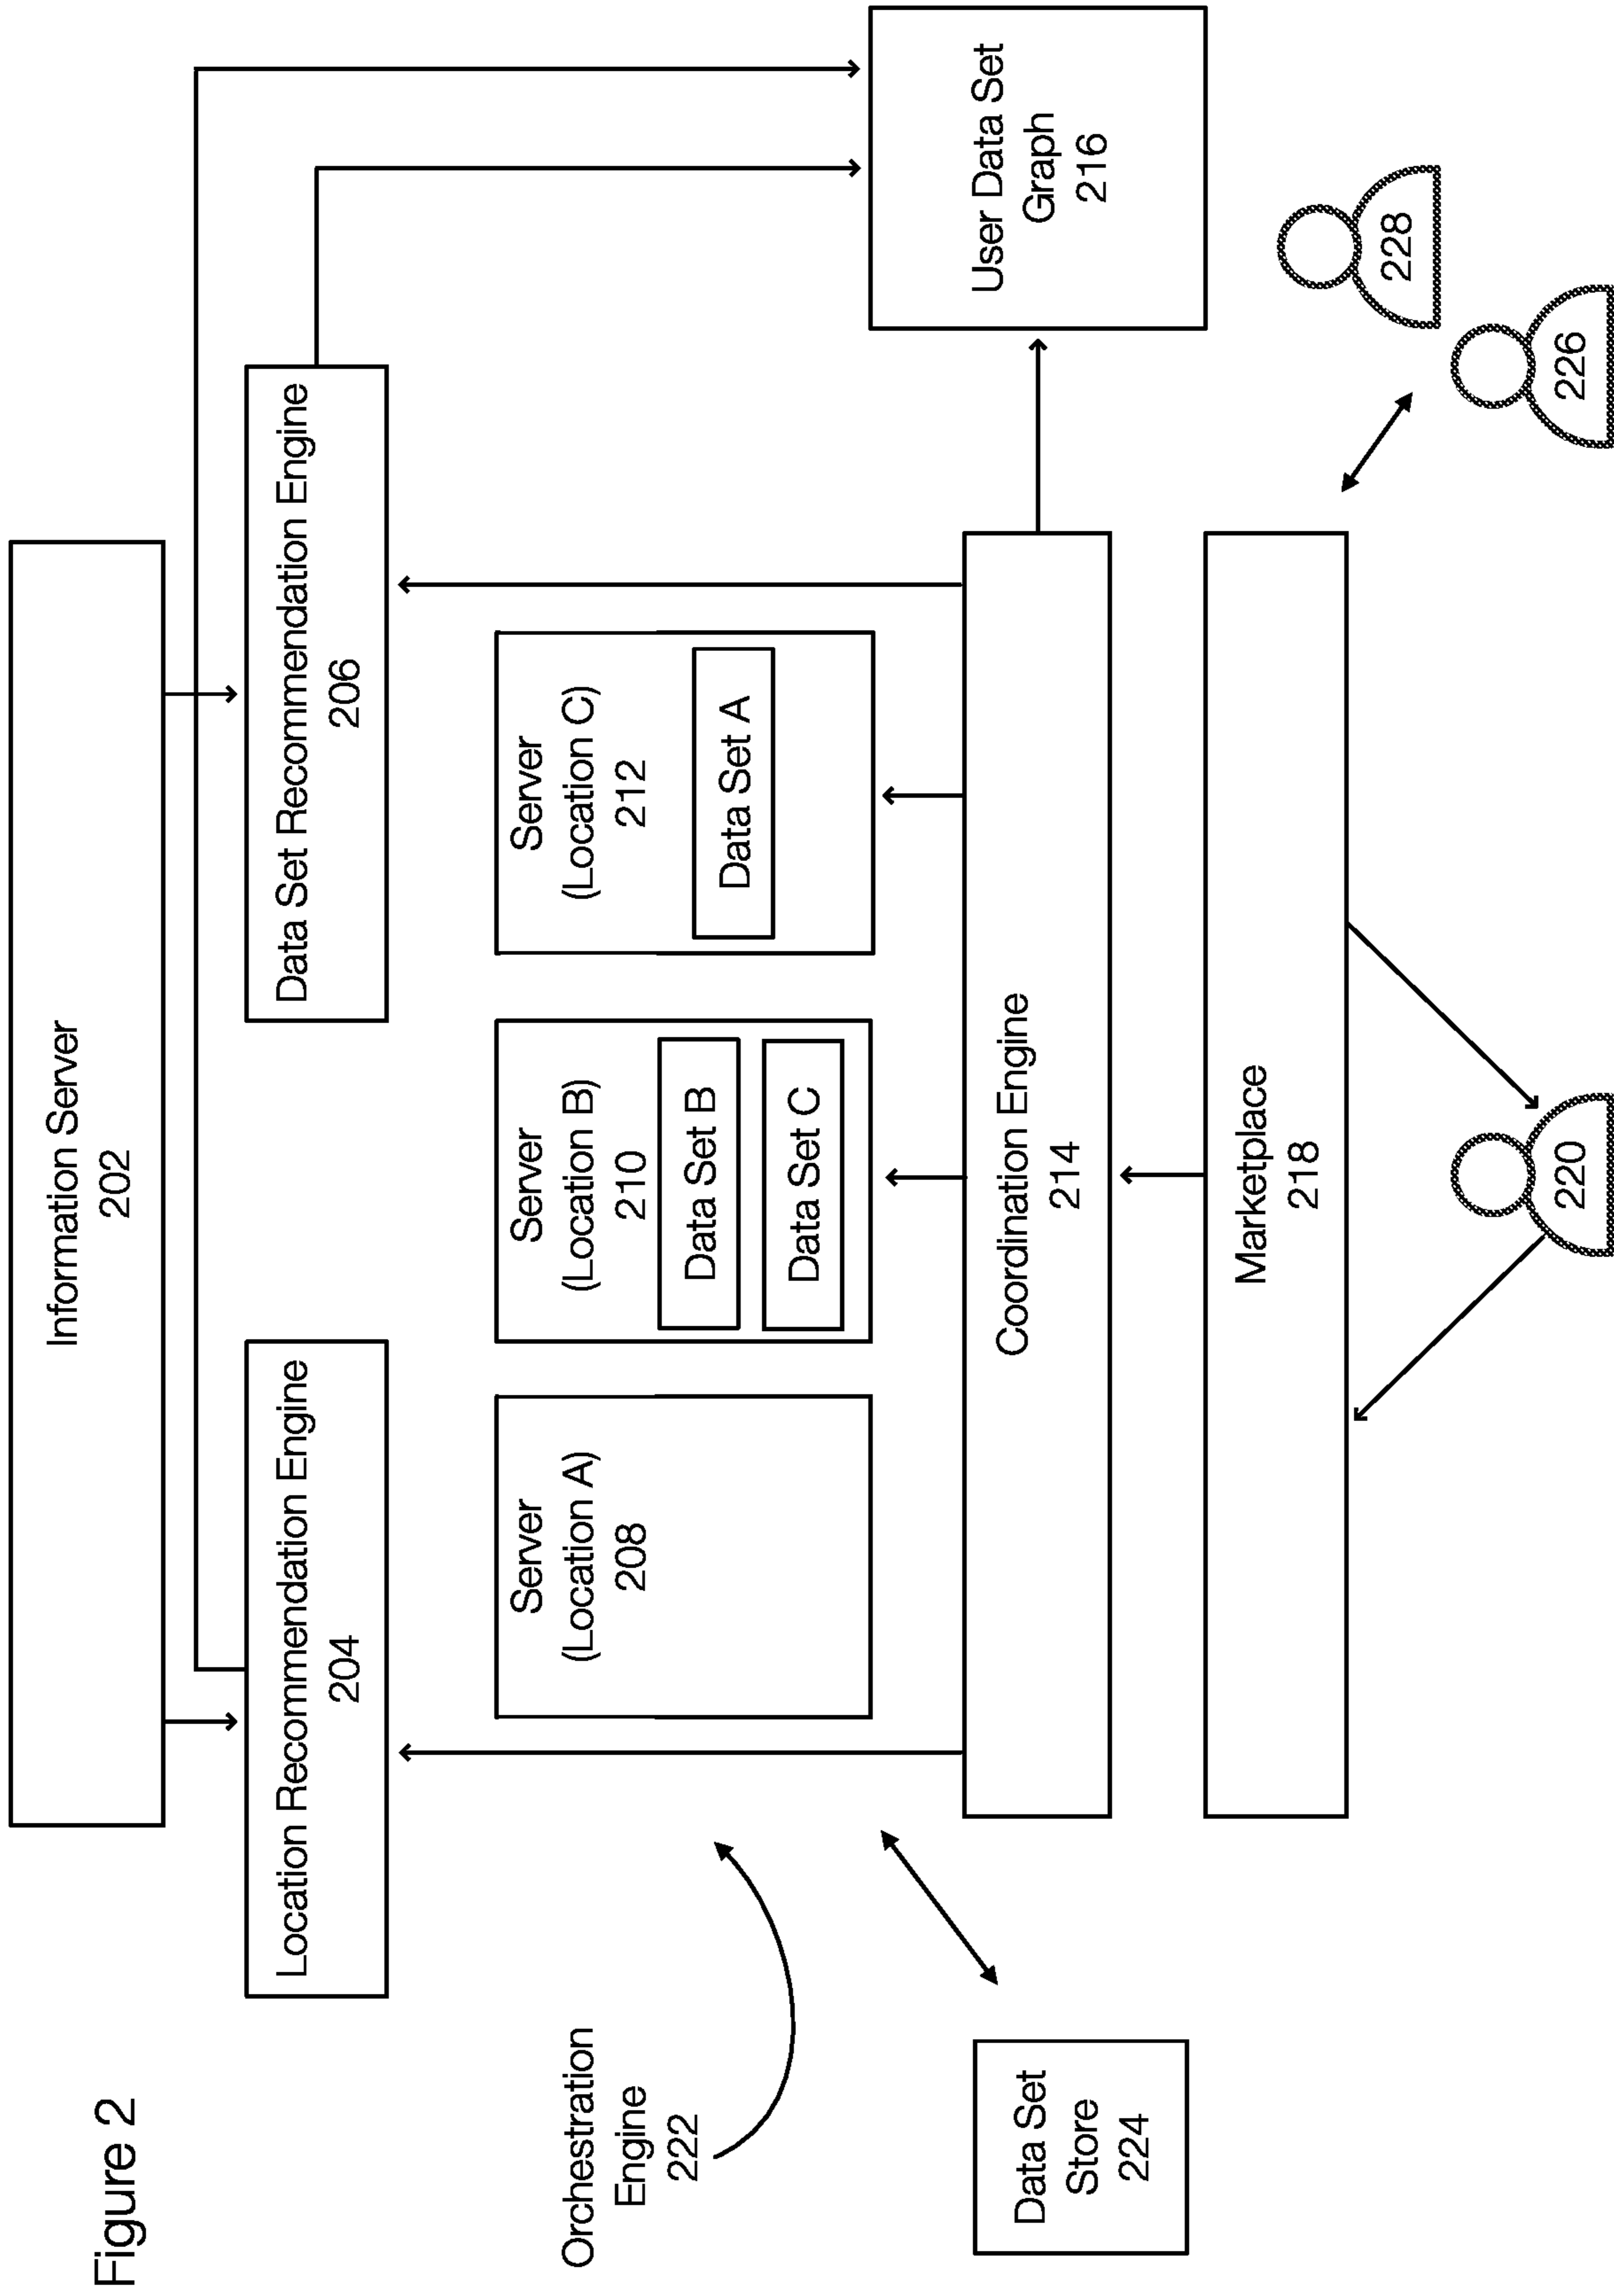 Figure 2
Information Server
202
Location Recommendation Engine
204
Data Set Recommendation Engine
206
Orchestration
Engine
222
Server
(Location A)
208
Server
(Location B)
210
Data Set B
Data Set C
Server
(Location C)
212
Data Set A
User Data Set
Graph
216
Data Set
Store
224
Coordination Engine
214
Marketplace
218
220
226
228